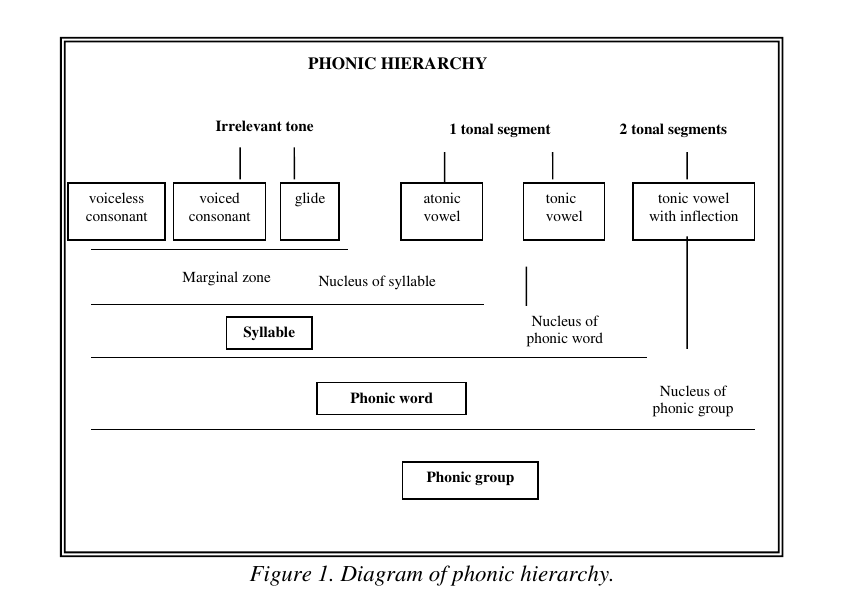 PHONIC HIERARCHY
Irrelevant tone
1 tonal segment
2 tonal segments
voiceless
consonant
voiced
consonant
glide
atonic
vowel
tonic
vowel
tonic vowel
with inflection
Marginal zone
Nucleus of syllable
Syllable
Nucleus of
phonic word
Phonic word
Nucleus of
phonic group
Phonic group
Figure 1. Diagram of phonic hierarchy.